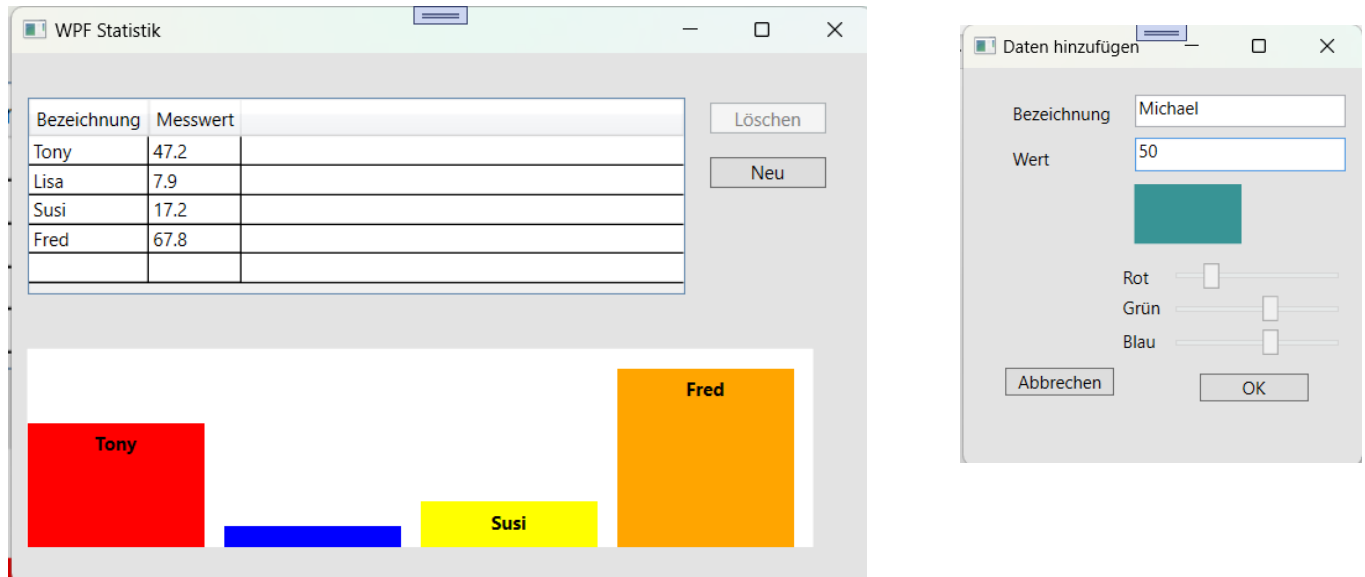 WPF Statistik
Bezeichnung Messwert
Tony 47.2
Lisa 7.9
Susi 17.2
Fred 67.8
Löschen
Neu
Tony
Susi
Fred
Daten hinzufügen
Bezeichnung Michael
Wert 50
Rot
Grün
Blau
Abbrechen OK